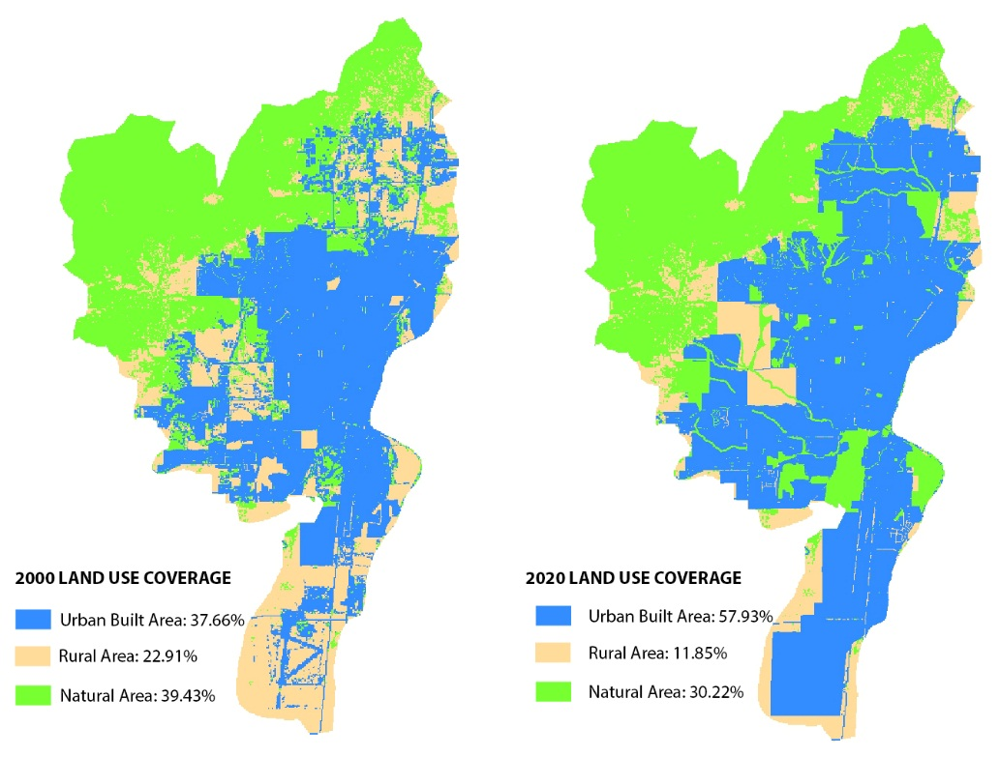 2000 LAND USE COVERAGE
Urban Built Area: 37.66%
Rural Area: 22.91%
Natural Area: 39.43%
2020 LAND USE COVERAGE
Urban Built Area: 57.93%
Rural Area: 11.85%
Natural Area: 30.22%